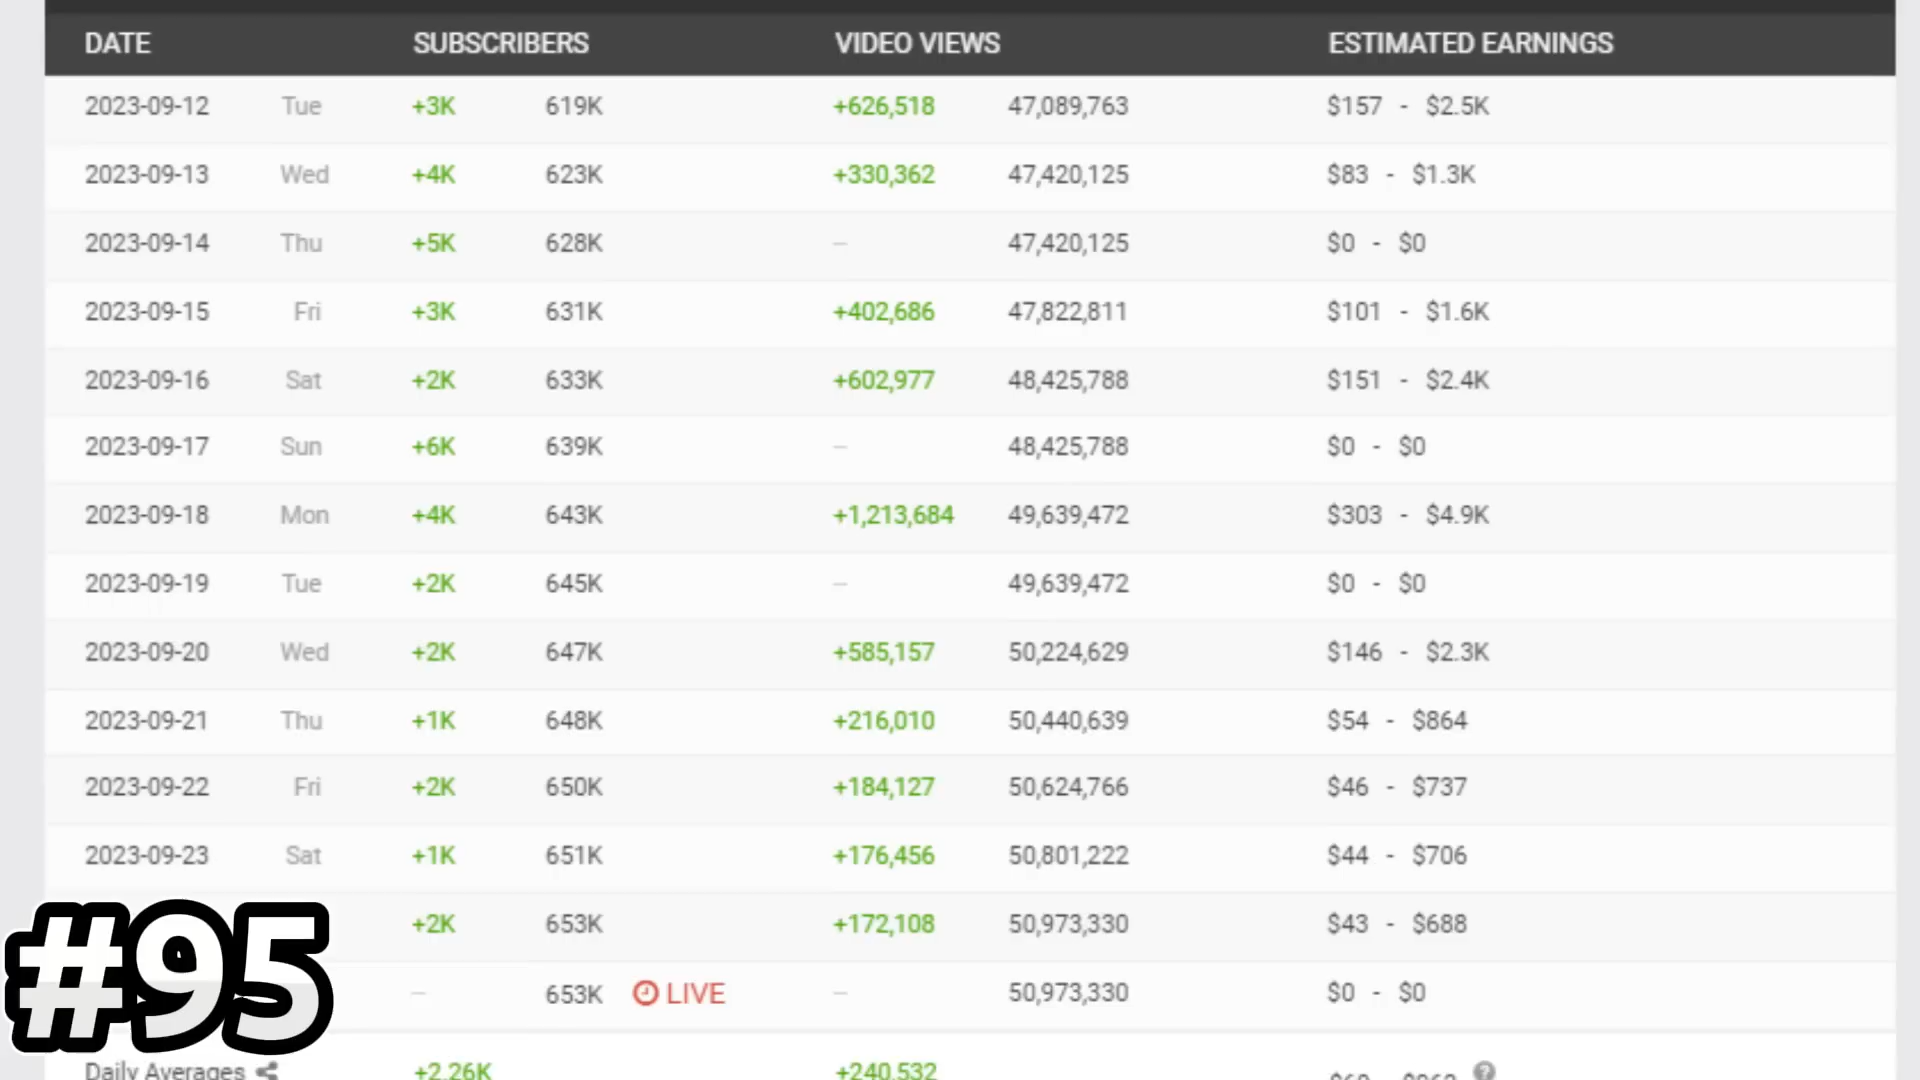 DATE SUBSCRIBERS VIDEO VIEWS ESTIMATED EARNINGS
2023-09-12 Tue +3K 619K +626,518 47,089,763 $157 - $2.5K
2023-09-13 Wed +4K 623K +330,362 47,420,125 $83 - $1.3K
2023-09-14 Thu +5K 628K – 47,420,125 $0 - $0
2023-09-15 Fri +3K 631K +402,686 47,822,811 $101 - $1.6K
2023-09-16 Sat +2K 633K +602,977 48,425,788 $151 - $2.4K
2023-09-17 Sun +6K 639K – 48,425,788 $0 - $0
2023-09-18 Mon +4K 643K +1,213,684 49,639,472 $303 - $4.9K
2023-09-19 Tue +2K 645K – 49,639,472 $0 - $0
2023-09-20 Wed +2K 647K +585,157 50,224,629 $146 - $2.3K
2023-09-21 Thu +1K 648K +216,010 50,440,639 $54 - $864
2023-09-22 Fri +2K 650K +184,127 50,624,766 $46 - $737
2023-09-23 Sat +1K 651K +176,456 50,801,222 $44 - $706
+2K 653K +172,108 50,973,330 $43 - $688
#95
– 653K LIVE – 50,973,330 $0 - $0
Daily Averages +2.26K +240,532